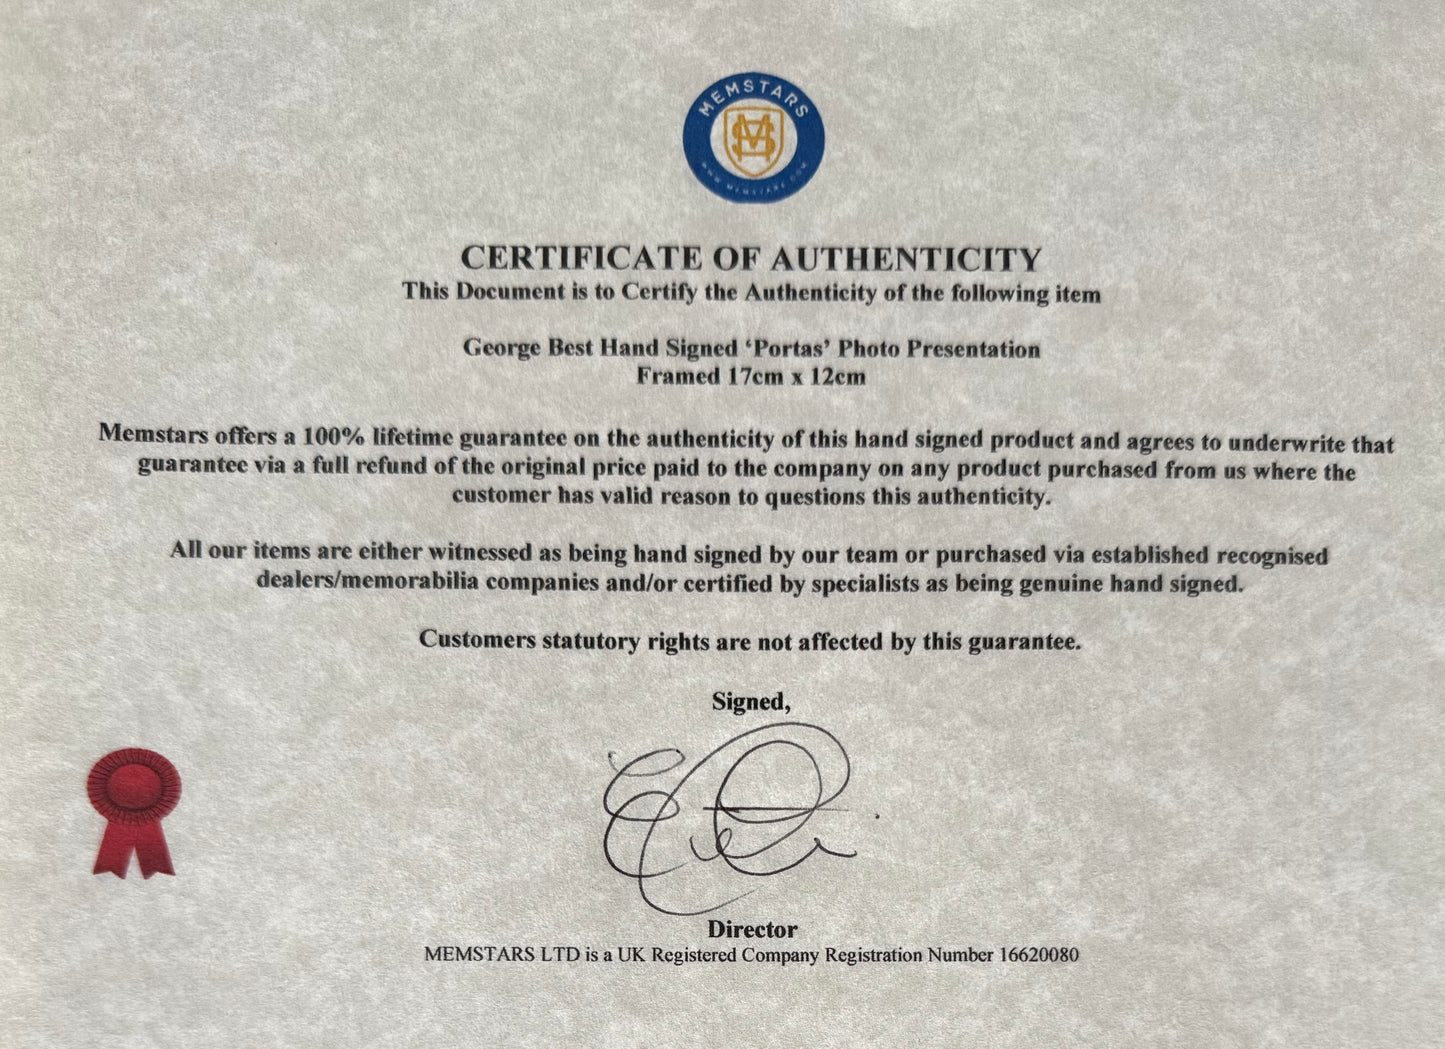 MEMSTARS
MS
WWW.MEMSTARS.COM
CERTIFICATE OF AUTHENTICITY
This Document is to Certify the Authenticity of the following item
George Best Hand Signed ‘Portas’ Photo Presentation
Framed 17cm x 12cm
Memstars offers a 100% lifetime guarantee on the authenticity of this hand signed product and agrees to underwrite that
guarantee via a full refund of the original price paid to the company on any product purchased from us where the
customer has valid reason to questions this authenticity.
All our items are either witnessed as being hand signed by our team or purchased via established recognised
dealers/memorabilia companies and/or certified by specialists as being genuine hand signed.
Customers statutory rights are not affected by this guarantee.
Signed,
Director
MEMSTARS LTD is a UK Registered Company Registration Number 16620080